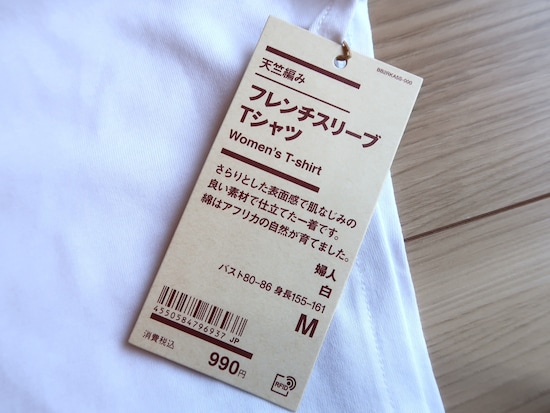 BB2RKA5S-000
天竺編み
フレンチスリーブ
Tシャツ
Women's T-shirt
さらりとした表面感で肌なじみの
良い素材で仕立てた一着です。
綿はアフリカの自然が育てました。
婦人
白
バスト80-86 身長155-161
M
4550584796937 JP
消費税込
990円
RFID